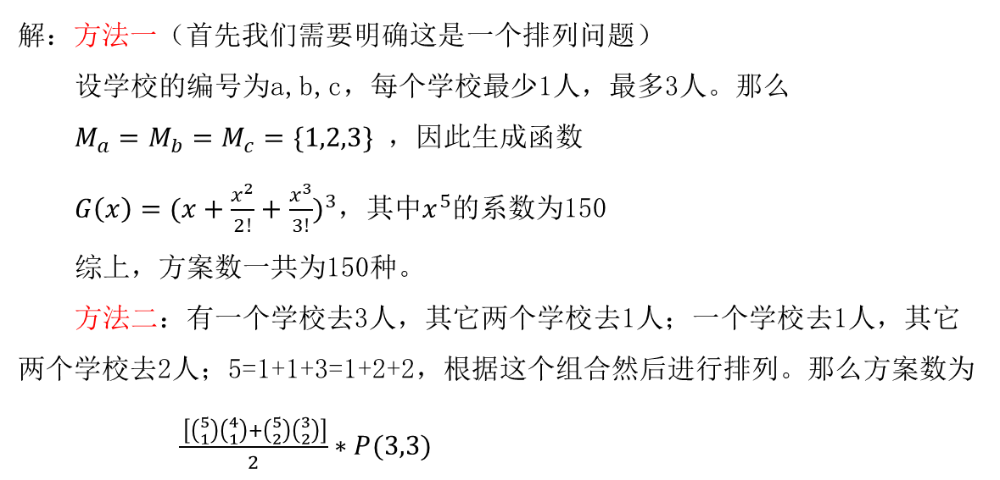 解：方法一（首先我们需要明确这是一个排列问题）
设学校的编号为a,b,c，每个学校最少1人，最多3人。那么
$M_a = M_b = M_c = \{1,2,3\}$ ，因此生成函数
$G(x) = (x + \frac{x^2}{2!} + \frac{x^3}{3!})^3$，其中$x^5$的系数为150
综上，方案数一共为150种。
方法二：有一个学校去3人，其它两个学校去1人；一个学校去1人，其它
两个学校去2人；5=1+1+3=1+2+2，根据这个组合然后进行排列。那么方案数为
$\frac{[\binom{5}{1}\binom{4}{1}+\binom{5}{2}\binom{3}{2}]}{2} * P(3,3)$